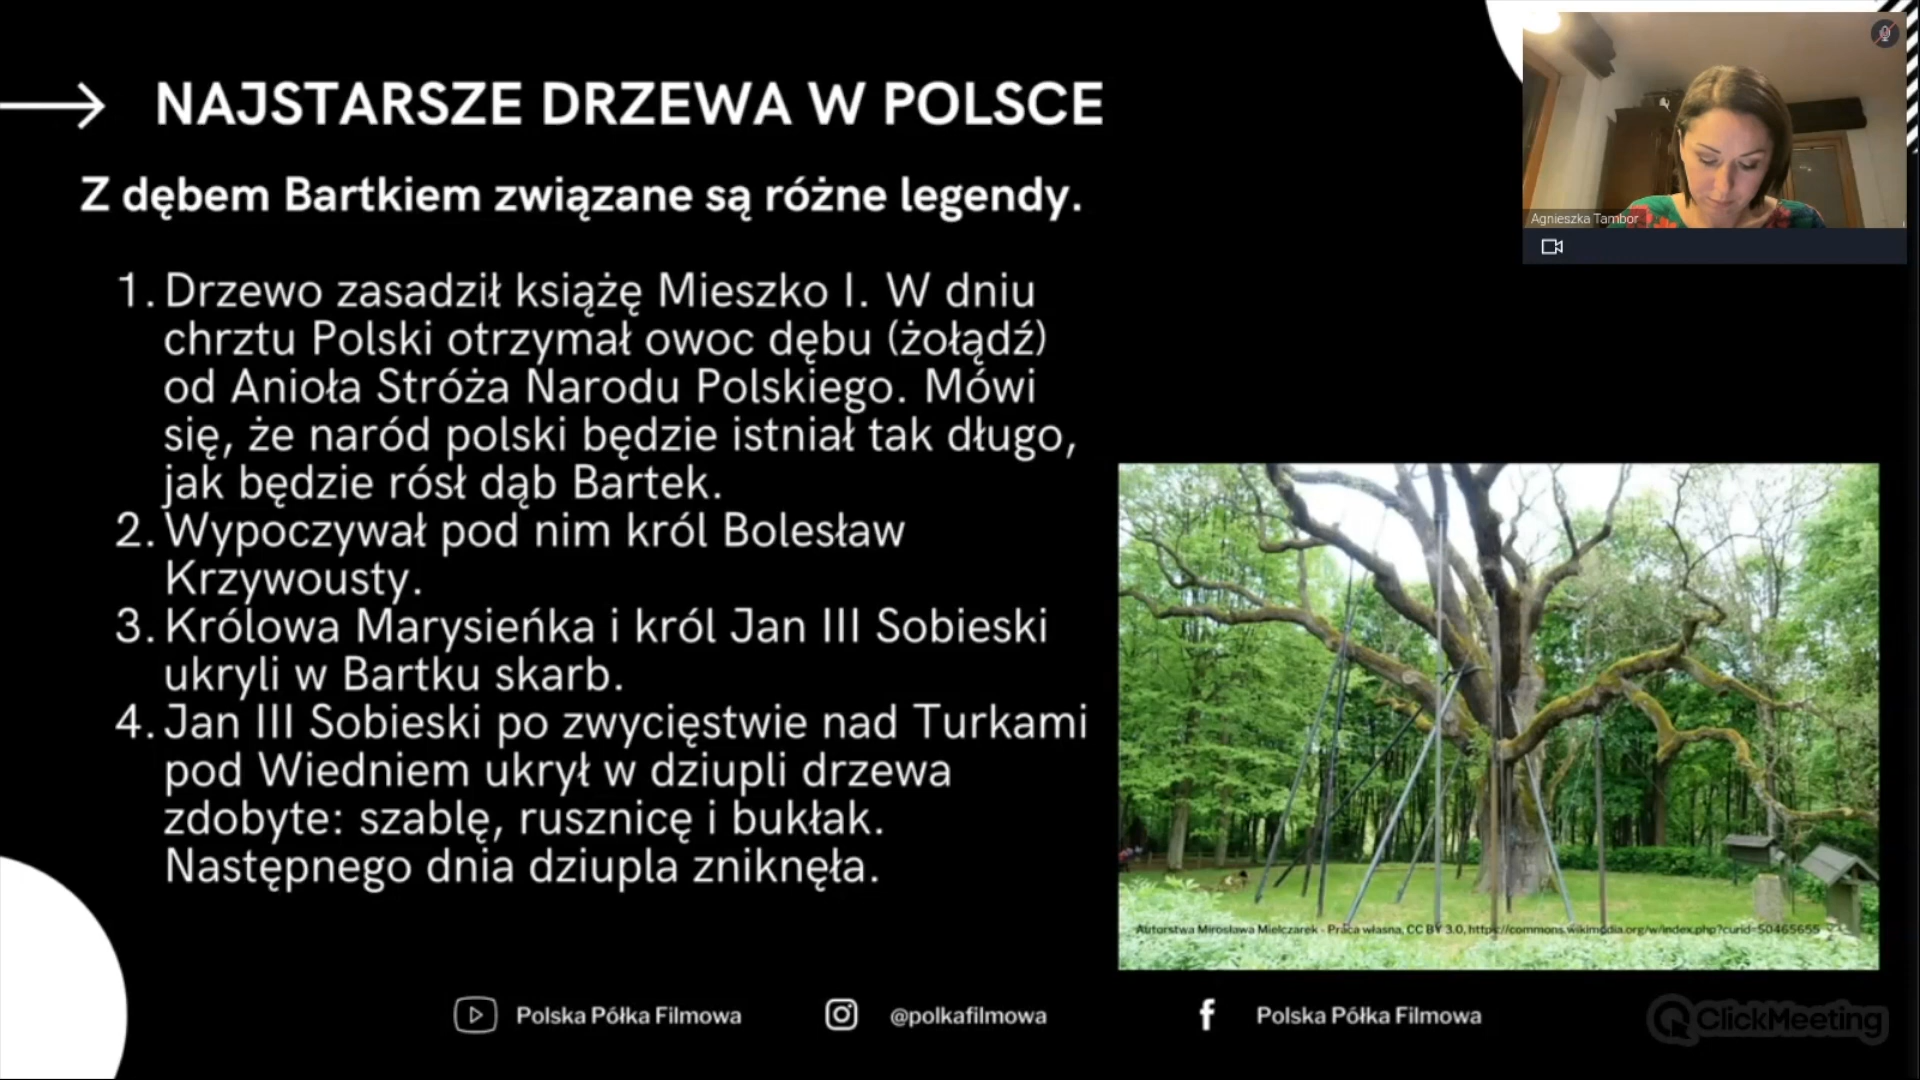 NAJSTARSZE DRZEWA W POLSCE
Z dębem Bartkiem związane są różne legendy.
1. Drzewo zasadził książę Mieszko I. W dniu
chrztu Polski otrzymał owoc dębu (żołądź)
od Anioła Stróża Narodu Polskiego. Mówi
się, że naród polski będzie istniał tak długo,
jak będzie rósł dąb Bartek.
2. Wypoczywał pod nim król Bolesław
Krzywousty.
3. Królowa Marysieńka i król Jan III Sobieski
ukryli w Bartku skarb.
4. Jan III Sobieski po zwycięstwie nad Turkami
pod Wiedniem ukrył w dziupli drzewa
zdobyte: szablę, rusznicę i bukłak.
Następnego dnia dziupla zniknęła.
Agnieszka Tambor
Autorstwa Mirosława Mielczarek - Praca własna, CC BY 3.0, https://commons.wikimedia.org/w/index.php?curid=50465655
Polska Półka Filmowa
@polkafilmowa
Polska Półka Filmowa
ClickMeeting